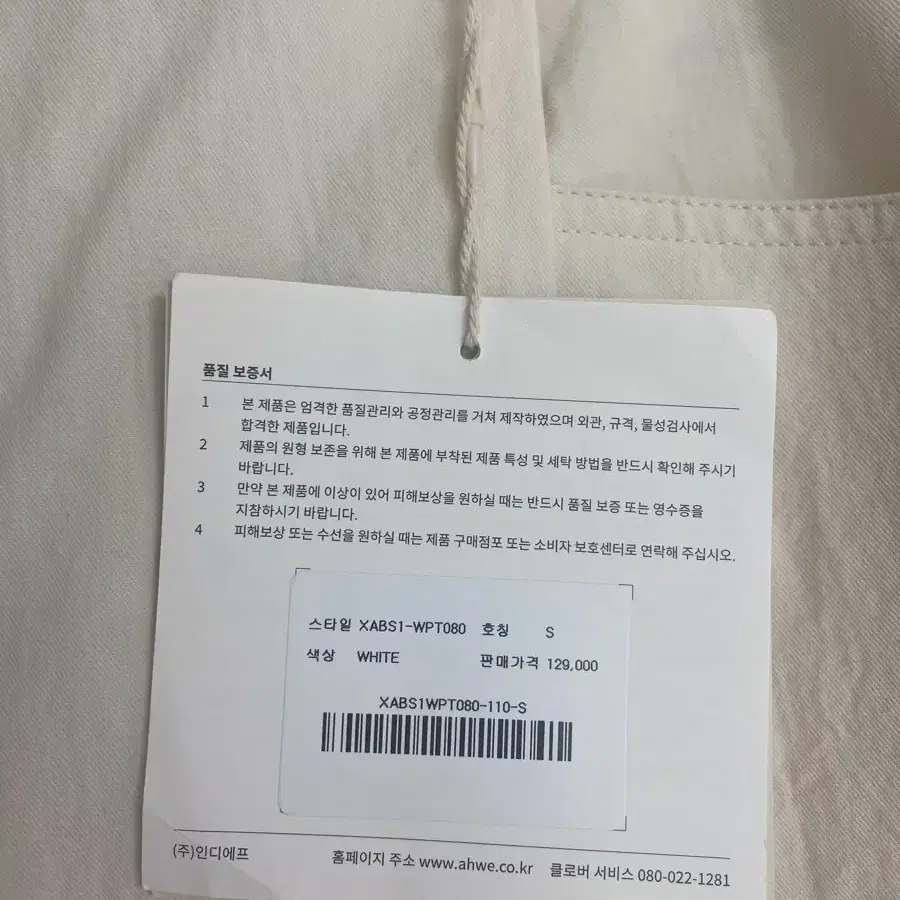 품질 보증서
1 본 제품은 엄격한 품질관리와 공정관리를 거쳐 제작하였으며 외관, 규격, 물성검사에서
합격한 제품입니다.
2 제품의 원형 보존을 위해 본 제품에 부착된 제품 특성 및 세탁 방법을 반드시 확인해 주시기
바랍니다.
3 만약 본 제품에 이상이 있어 피해보상을 원하실 때는 반드시 품질 보증 또는 영수증을
지참하시기 바랍니다.
4 피해보상 또는 수선을 원하실 때는 제품 구매점포 또는 소비자 보호센터로 연락해 주십시오.
스타일 XABS1-WPT080 호칭 S
색상 WHITE 판매가격 129,000
XABS1WPT080-110-S
(주)인디에프 홈페이지 주소 www.ahwe.co.kr 클로버 서비스 080-022-1281